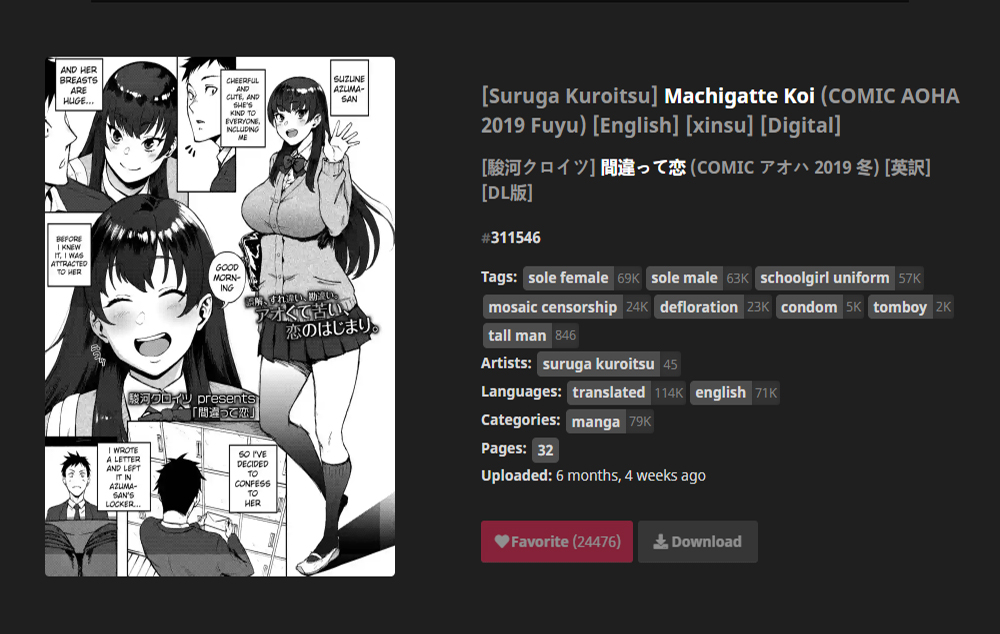 AND HER
BREASTS
ARE
HUGE...
CHEERFUL
AND
CUTE, AND
SHE'S
KIND TO
EVERYONE,
INCLUDING
ME
SUZUNE
AZUMA-
SAN
BEFORE
I KNEW
IT, I WAS
ATTRACTED
TO HER
GOOD
MORN-
ING
誤解、すれ違い、勘違い。
アオくて苦い、
恋のはじまり。
駿河クロイツ presents
「間違って恋」
I WROTE
A LETTER
AND LEFT
IT IN
AZUMA-
SAN'S
LOCKER...
SO I'VE
DECIDED
TO
CONFESS
TO
HER
[Suruga Kuroitsu] Machigatte Koi (COMIC AOHA
2019 Fuyu) [English] [xinsu] [Digital]
[駿河クロイツ] 間違って恋 (COMIC アオハ 2019 冬) [英訳]
[DL版]
#311546
Tags: sole female 69K sole male 63K schoolgirl uniform 57K
mosaic censorship 24K defloration 23K condom 5K tomboy 2K
tall man 846
Artists: suruga kuroitsu 45
Languages: translated 114K english 71K
Categories: manga 79K
Pages: 32
Uploaded: 6 months, 4 weeks ago
Favorite (24476) Download